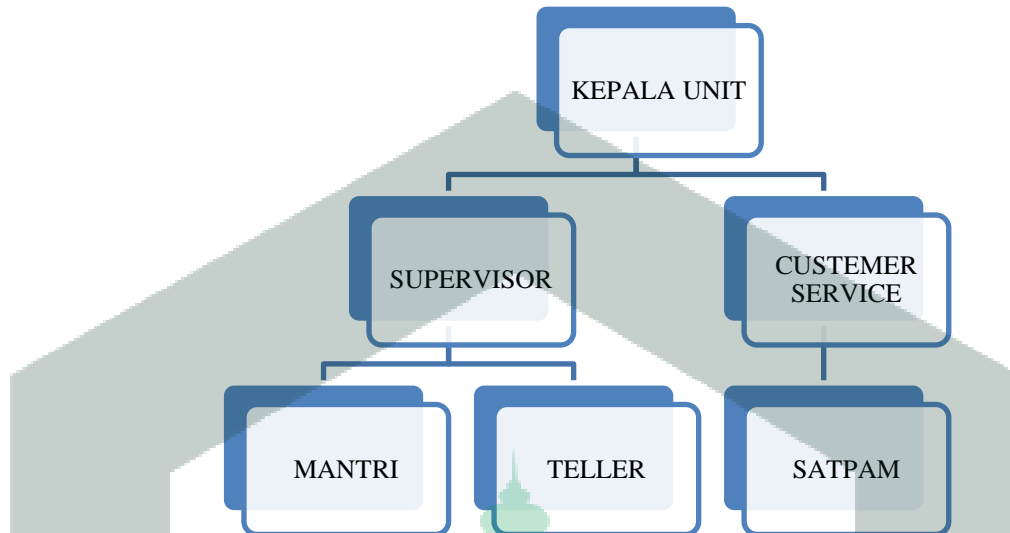 KEPALA UNIT
SUPERVISOR
CUSTEMER
SERVICE
MANTRI
TELLER
SATPAM